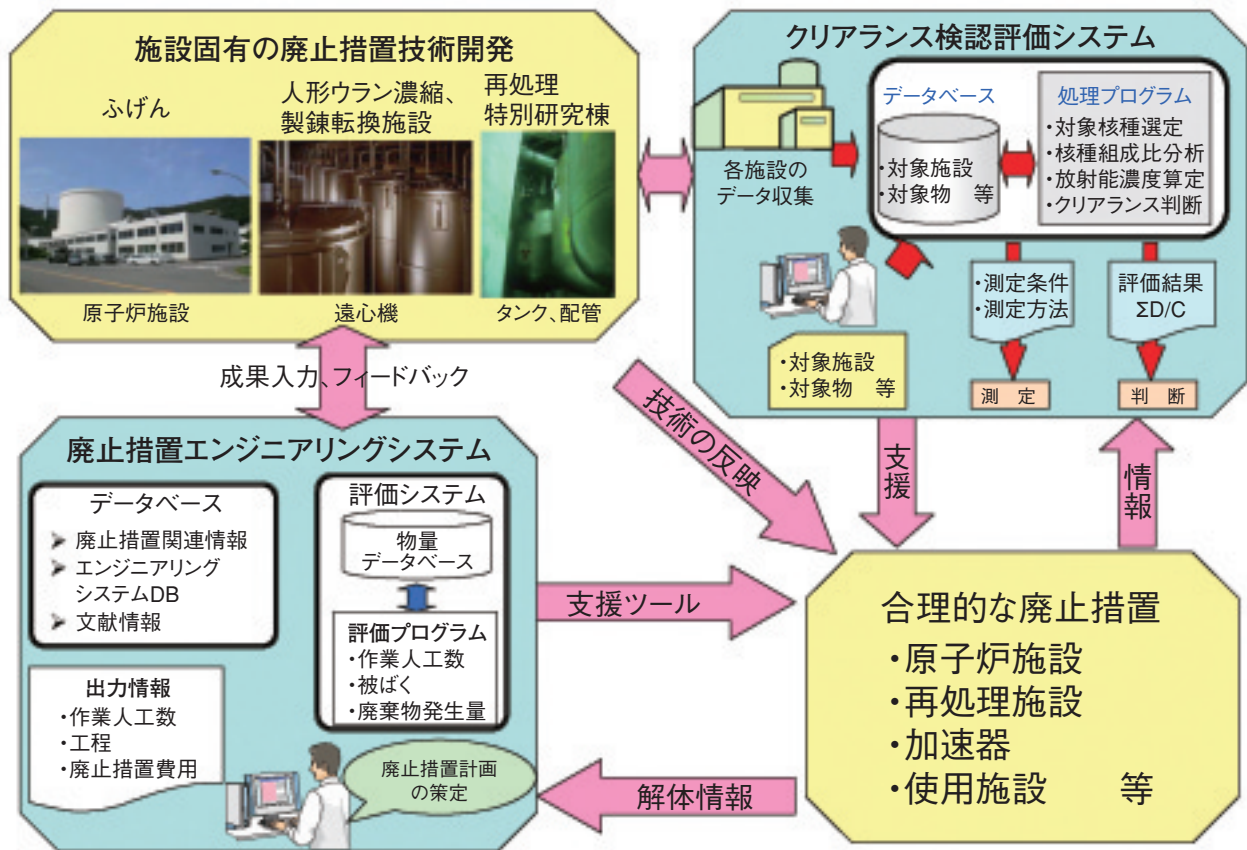 施設固有の廃止措置技術開発
ふげん
人形ウラン濃縮、
製錬転換施設
再処理
特別研究棟
原子炉施設
遠心機
タンク、配管
クリアランス検認評価システム
各施設の
データ収集
データベース
・対象施設
・対象物　等
処理プログラム
・対象核種選定
・核種組成比分析
・放射能濃度算定
・クリアランス判断
・測定条件
・測定方法
評価結果
ΣD/C
・対象施設
・対象物　等
測　定
判　断
成果入力、フィードバック
技術の反映
支援
情報
廃止措置エンジニアリングシステム
データベース
➤ 廃止措置関連情報
➤ エンジニアリング
システムDB
➤ 文献情報
評価システム
物量
データベース
評価プログラム
・作業人工数
・被ばく
・廃棄物発生量
出力情報
・作業人工数
・工程
・廃止措置費用
廃止措置計画
の策定
支援ツール
解体情報
合理的な廃止措置
・原子炉施設
・再処理施設
・加速器
・使用施設　等